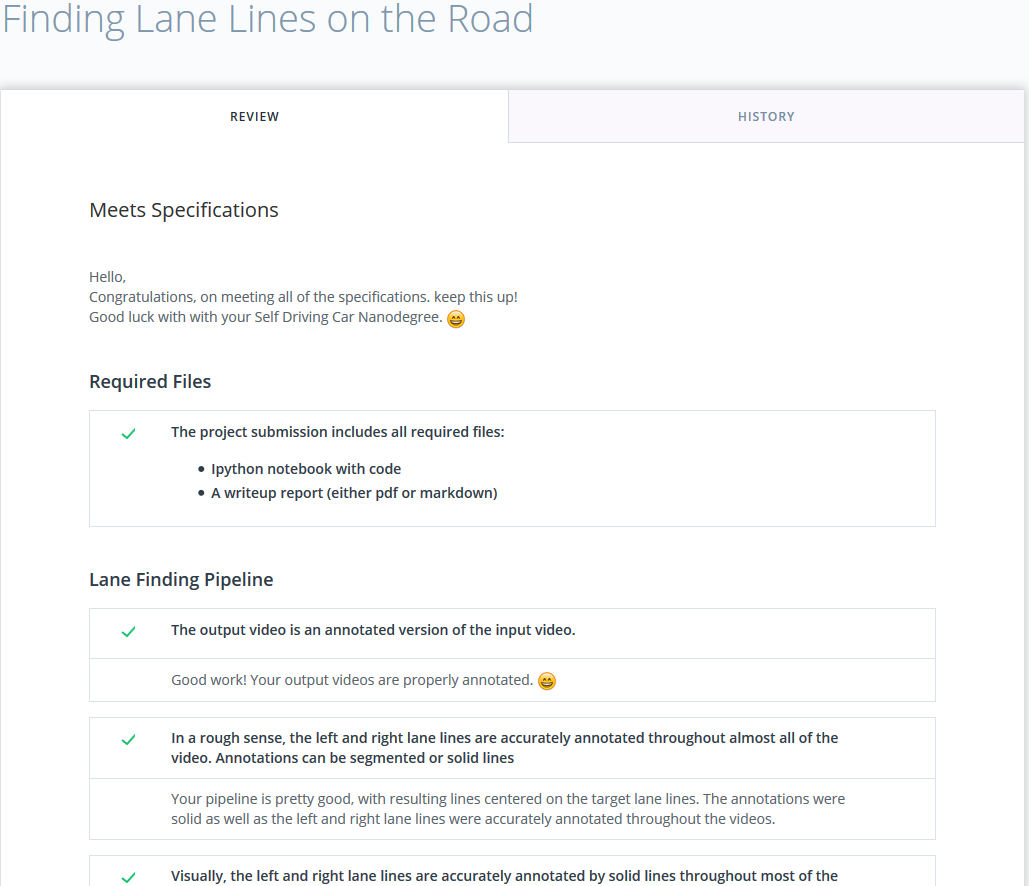 Finding Lane Lines on the Road
REVIEW
HISTORY
Meets Specifications
Hello,
Congratulations, on meeting all of the specifications. keep this up!
Good luck with with your Self Driving Car Nanodegree. 😄
Required Files
The project submission includes all required files:
Ipython notebook with code
A writeup report (either pdf or markdown)
Lane Finding Pipeline
The output video is an annotated version of the input video.
Good work! Your output videos are properly annotated. 😄
In a rough sense, the left and right lane lines are accurately annotated throughout almost all of the
video. Annotations can be segmented or solid lines
Your pipeline is pretty good, with resulting lines centered on the target lane lines. The annotations were
solid as well as the left and right lane lines were accurately annotated throughout the videos.
Visually, the left and right lane lines are accurately annotated by solid lines throughout most of the